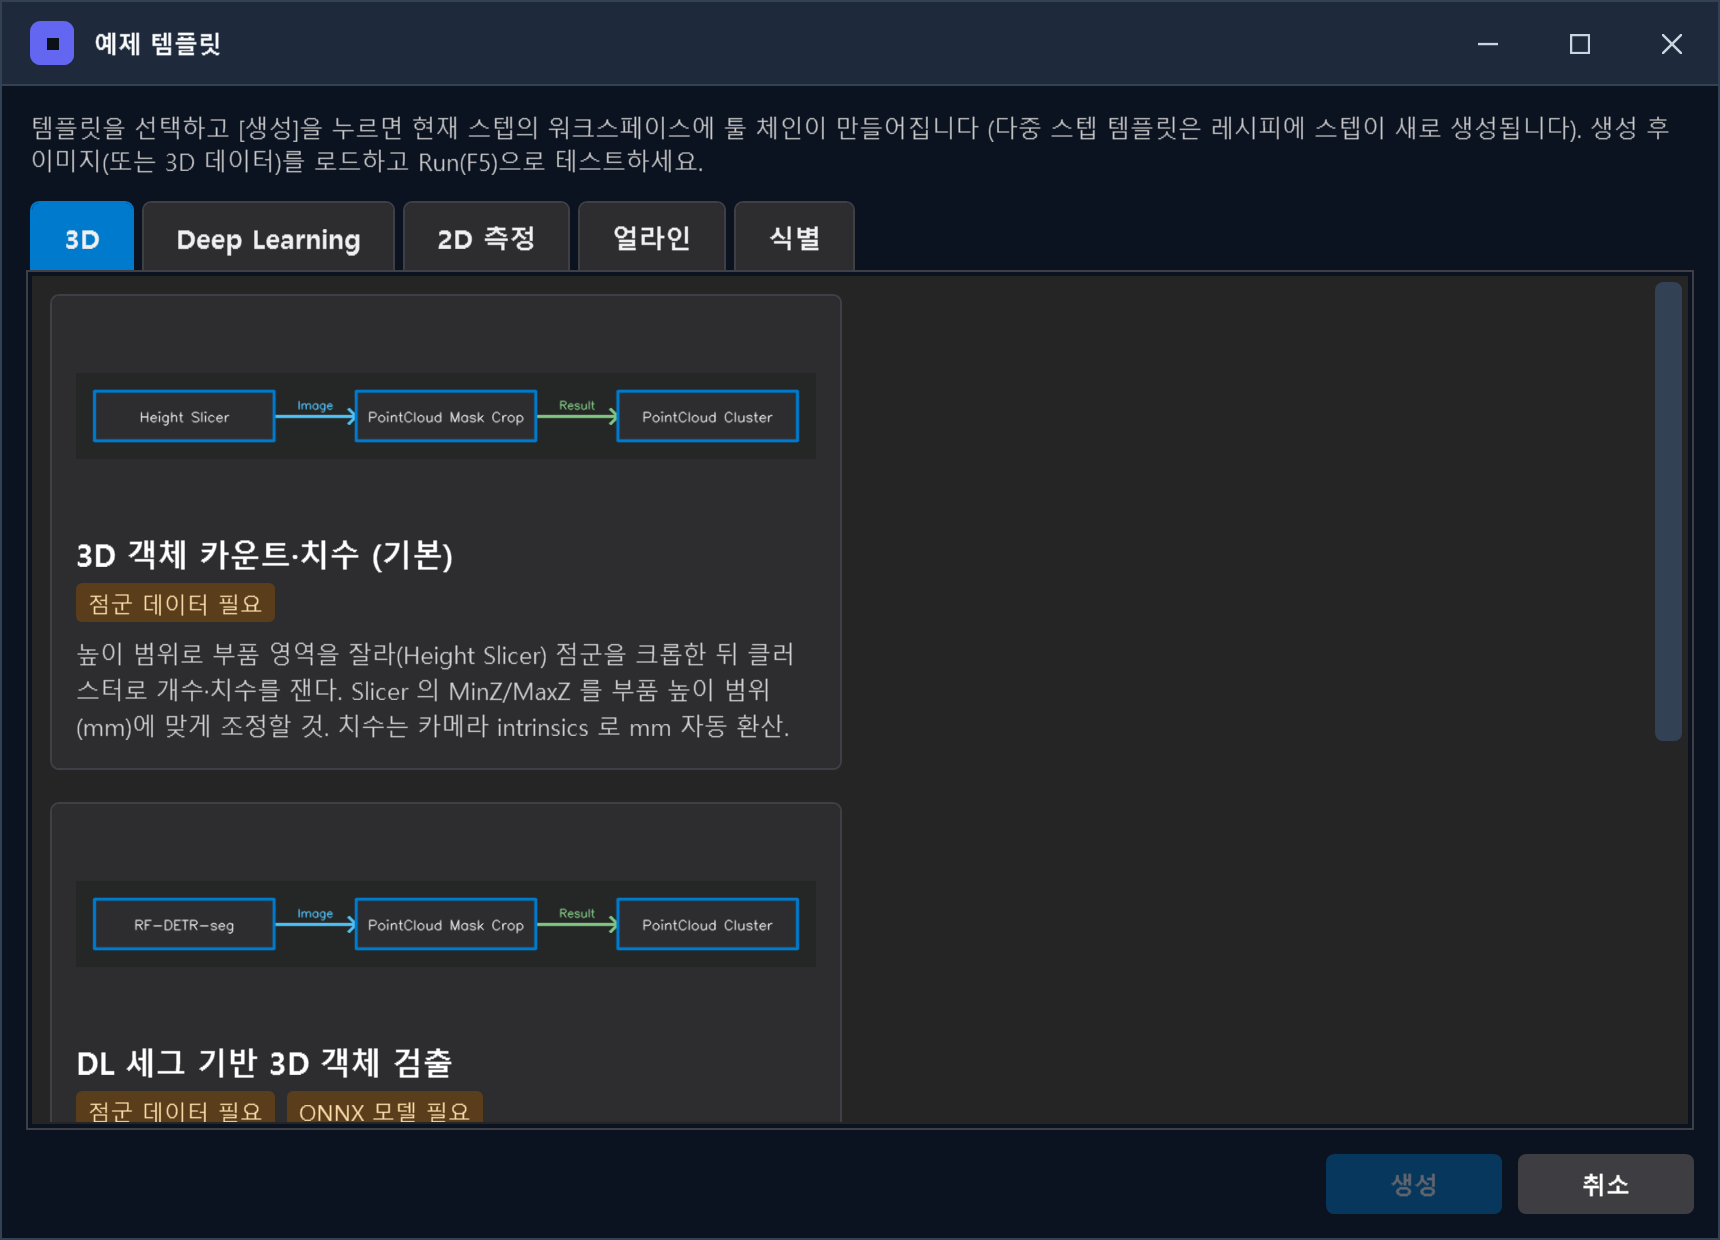 예제 템플릿
템플릿을 선택하고 [생성]을 누르면 현재 스텝의 워크스페이스에 툴 체인이 만들어집니다 (다중 스텝 템플릿은 레시피에 스텝이 새로 생성됩니다). 생성 후
이미지(또는 3D 데이터)를 로드하고 Run(F5)으로 테스트하세요.
3D
Deep Learning
2D 측정
얼라인
식별
Height Slicer
Image
PointCloud Mask Crop
Result
PointCloud Cluster
3D 객체 카운트·치수 (기본)
점군 데이터 필요
높이 범위로 부품 영역을 잘라(Height Slicer) 점군을 크롭한 뒤 클러
스터로 개수·치수를 잰다. Slicer 의 MinZ/MaxZ 를 부품 높이 범위
(mm)에 맞게 조정할 것. 치수는 카메라 intrinsics 로 mm 자동 환산.
RF-DETR-seg
Image
PointCloud Mask Crop
Result
PointCloud Cluster
DL 세그 기반 3D 객체 검출
점군 데이터 필요
ONNX 모델 필요
생성
취소